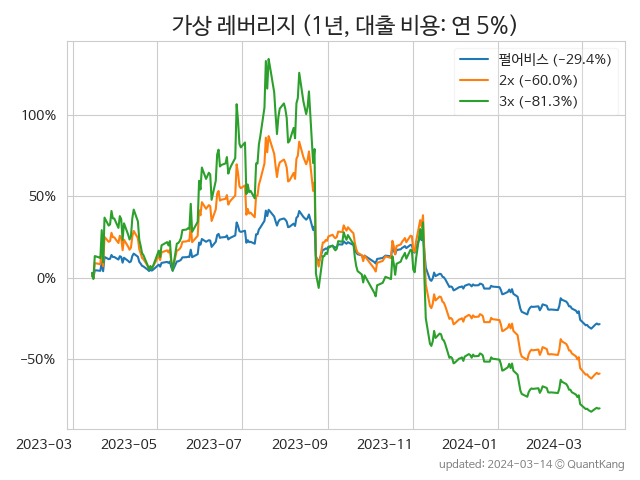 가상 레버리지 (1년, 대출 비용: 연 5%)
펄어비스 (−29.4%)
2x (−60.0%)
3x (−81.3%)
100%
50%
0%
−50%
2023−03 2023−05 2023−07 2023−09 2023−11 2024−01 2024−03
updated: 2024-03-14 © QuantKang